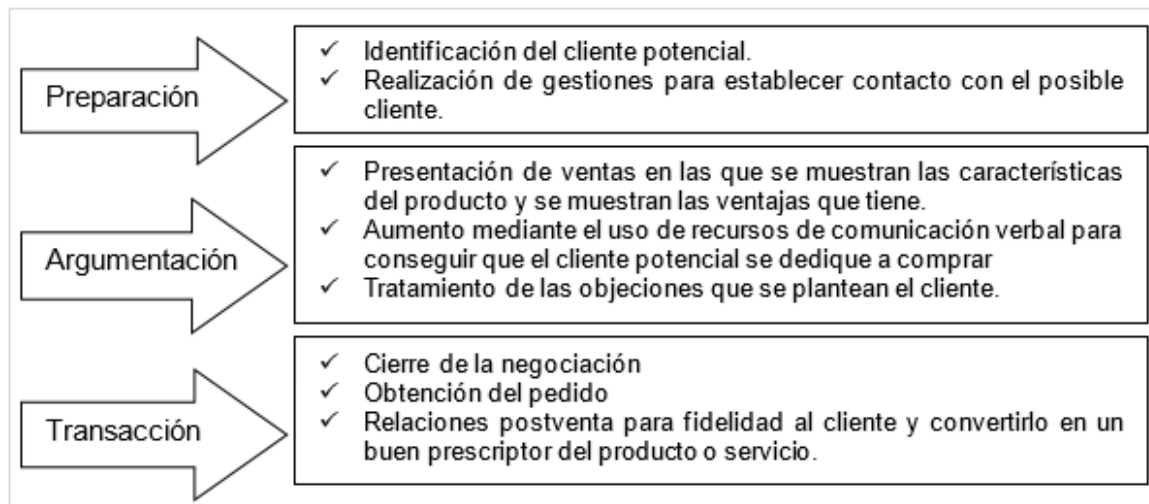 Preparación
✓ Identificación del cliente potencial.
✓ Realización de gestiones para establecer contacto con el posible
cliente.
Argumentación
✓ Presentación de ventas en las que se muestran las características
del producto y se muestran las ventajas que tiene.
✓ Aumento mediante el uso de recursos de comunicación verbal para
conseguir que el cliente potencial se dedique a comprar
✓ Tratamiento de las objeciones que se plantean el cliente.
Transacción
✓ Cierre de la negociación
✓ Obtención del pedido
✓ Relaciones postventa para fidelidad al cliente y convertirlo en un
buen prescriptor del producto o servicio.